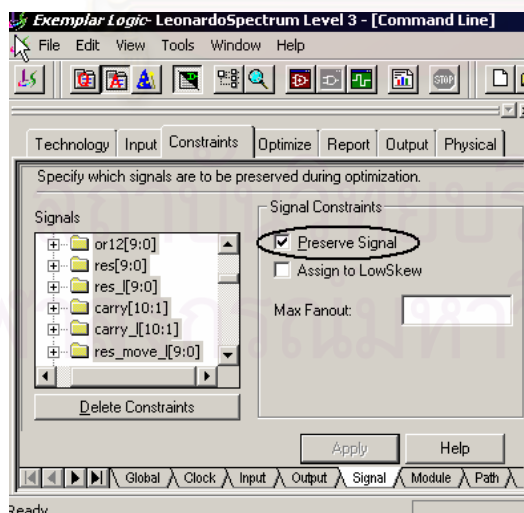 Exemplar Logic- LeonardoSpectrum Level 3 - [Command Line]
File Edit View Tools Window Help
STOP
Technology Input Constraints Optimize Report Output Physical
Specify which signals are to be preserved during optimization.
Signals
or12[9:0]
res[9:0]
res_l[9:0]
carry[10:1]
carry_l[10:1]
res_move_l[9:0]
Delete Constraints
Signal Constraints
Preserve Signal
Assign to LowSkew
Max Fanout:
Apply Help
Global Clock Input Output Signal Module Path
Ready